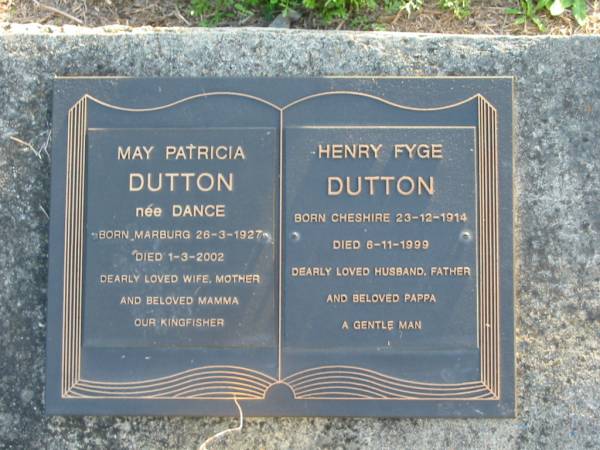 MAY PATRICIA
DUTTON
née DANCE
BORN MARBURG 26-3-1927
DIED 1-3-2002
DEARLY LOVED WIFE, MOTHER
AND BELOVED MAMMA
OUR KINGFISHER
HENRY FYGE
DUTTON
BORN CHESHIRE 23-12-1914
DIED 6-11-1999
DEARLY LOVED HUSBAND, FATHER
AND BELOVED PAPPA
A GENTLE MAN